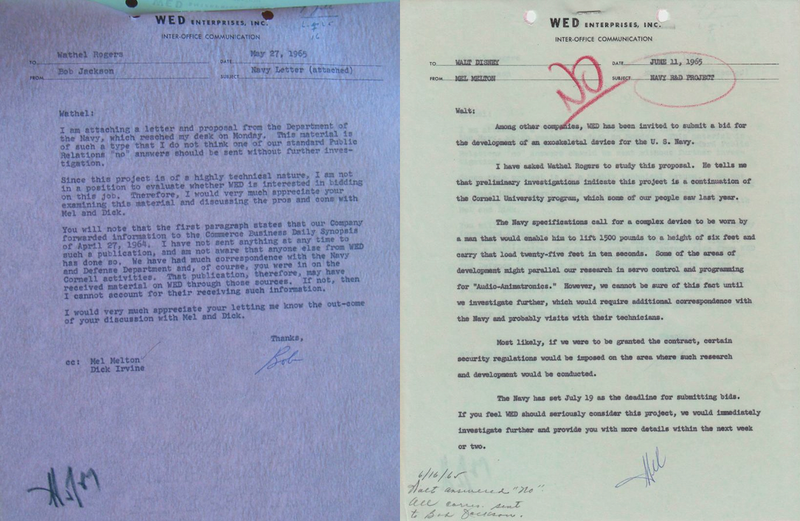 WED ENTERPRISES, INC.
INTER-OFFICE COMMUNICATION
TO Wathel Rogers DATE May 27, 1965
FROM Bob Jackson SUBJECT Navy Letter (attached)
Wathel:
I am attaching a letter and proposal from the Department of
the Navy, which reached my desk on Monday. This material is
of such a type that I do not think one of our standard Public
Relations "no" answers should be sent without further inves-
tigation.
Since this project is of a highly technical nature, I am not
in a position to evaluate whether WED is interested in bidding
on this job. Therefore, I would very much appreciate your
examining this material and discussing the pros and cons with
Mel and Dick.
You will note that the first paragraph states that our Company
forwarded information to the Commerce Business Daily Synopsis
of April 27, 1964. I have not sent anything at any time to
such a publication, and am not aware that anyone else from WED
has done so. We have had much correspondence with the Navy
and Defense Department and, of course, you were in on the
Cornell activities. That publication, therefore, may have
received material on WED through those sources. If not, then
I cannot account for their receiving such information.
I would very much appreciate your letting me know the out-come
of your discussion with Mel and Dick.
Thanks,
Bob
cc: Mel Melton
Dick Irvine
WED ENTERPRISES, INC.
INTER-OFFICE COMMUNICATION
NO
TO WALT DISNEY DATE JUNE 11, 1965
FROM MEL MELTON SUBJECT NAVY R&D PROJECT
Walt:
Among other companies, WED has been invited to submit a bid for
the development of an exoskeletal device for the U. S. Navy.
I have asked Wathel Rogers to study this proposal. He tells me
that preliminary investigations indicate this project is a continuation of
the Cornell University program, which some of our people saw last year.
The Navy specifications call for a complex device to be worn by
a man that would enable him to lift 1500 pounds to a height of six feet and
carry that load twenty-five feet in ten seconds. Some of the areas of
development might parallel our research in servo control and programming
for "Audio-Animatronics." However, we cannot be sure of this fact until
we investigate further, which would require additional correspondence with
the Navy and probably visits with their technicians.
Most likely, if we were to be granted the contract, certain
security regulations would be imposed on the area where such research
and development would be conducted.
The Navy has set July 19 as the deadline for submitting bids.
If you feel WED should seriously consider this project, we would immediately
investigate further and provide you with more details within the next week
or two.
Mel
6/16/65
Walt answered "No"
All corres. sent
to Bob Jackson.